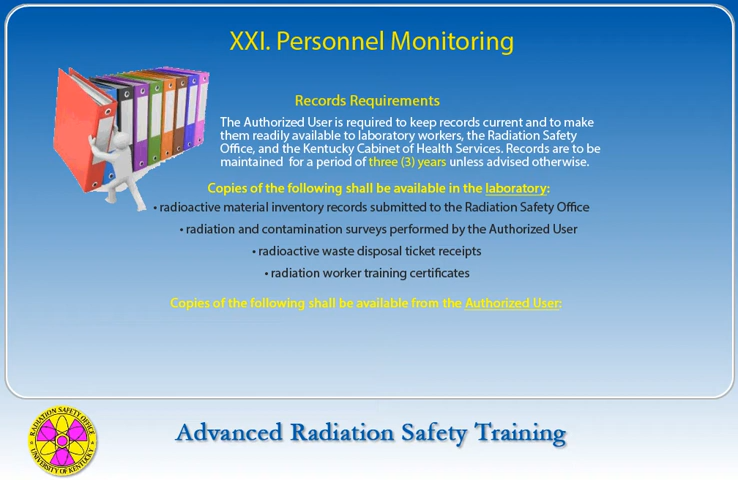 XXI. Personnel Monitoring
Records Requirements
The Authorized User is required to keep records current and to make
them readily available to laboratory workers, the Radiation Safety
Office, and the Kentucky Cabinet of Health Services. Records are to be
maintained for a period of three (3) years unless advised otherwise.
Copies of the following shall be available in the laboratory:
• radioactive material inventory records submitted to the Radiation Safety Office
• radiation and contamination surveys performed by the Authorized User
• radioactive waste disposal ticket receipts
• radiation worker training certificates
Copies of the following shall be available from the Authorized User:
RADIATION SAFETY OFFICE
UNIVERSITY OF KENTUCKY
Advanced Radiation Safety Training